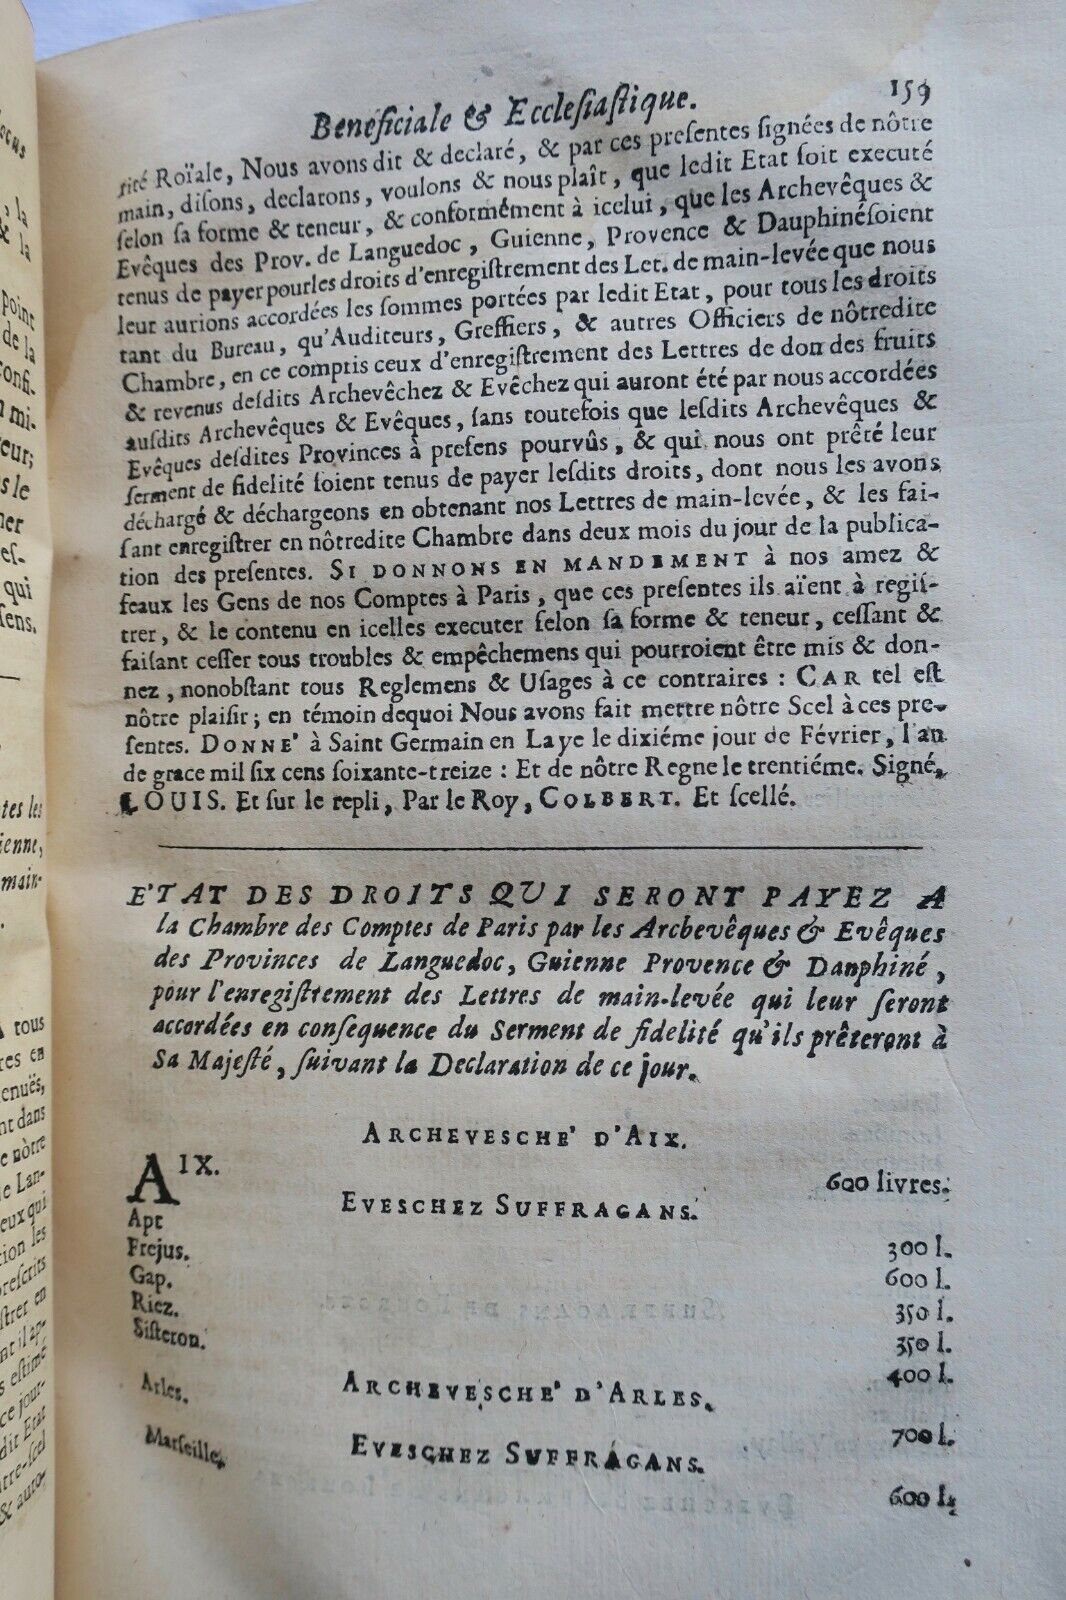 Beneficiale & Ecclesiastique. 159
rité Roïale, Nous avons dit & declaré, & par ces presentes signées de nôtre
main, disons, declarons, voulons & nous plaît, que ledit Etat soit executé
selon sa forme & teneur, & conformément à icelui, que les Archevêques &
Evêques des Prov. de Languedoc, Guienne, Provence & Dauphiné soient
tenus de payer pour les droits d'enregistrement des Let. de main-levée que nous
leur aurions accordées les sommes portées par ledit Etat, pour tous les droits
tant du Bureau, qu'Auditeurs, Greffiers, & autres Officiers de nôtredite
Chambre, en ce compris ceux d'enregistrement des Lettres de don des fruits
& revenus desdits Archevêchez & Evêchez qui auront été par nous accordées
ausdits Archevêques & Evêques, sans toutefois que lesdits Archevêques &
Evêques desdites Provinces à presens pourvûs, & qui nous ont prêté leur
serment de fidelité soient tenus de payer lesdits droits, dont nous les avons
déchargé & déchargeons en obtenant nos Lettres de main-levée, & les fai-
sant enregistrer en nôtredite Chambre dans deux mois du jour de la publica-
tion des presentes. SI DONNONS EN MANDEMENT à nos amez &
feaux les Gens de nos Comptes à Paris, que ces presentes ils aïent à regis-
trer, & le contenu en icelles executer selon sa forme & teneur, cessant &
faisant cesser tous troubles & empêchemens qui pourroient être mis & don-
nez, nonobstant tous Reglemens & Usages à ce contraires : CAR tel est
nôtre plaisir; en témoin dequoi Nous avons fait mettre nôtre Scel à ces pre-
sentes. DONNE' à Saint Germain en Laye le dixiéme jour de Février, l'an
de grace mil six cens soixante-treize : Et de nôtre Regne le trentiéme. Signé,
LOUIS. Et sur le repli, Par le Roy, COLBERT. Et scellé.
E'TAT DES DROITS QUI SERONT PAYEZ A
la Chambre des Comptes de Paris par les Archevêques & Evêques
des Provinces de Languedoc, Guienne Provence & Dauphiné,
pour l'enregistrement des Lettres de main-levée qui leur seront
accordées en consequence du Serment de fidelité qu'ils prêteront à
Sa Majesté, suivant la Declaration de ce jour.
ARCHEVESCHE' D'AIX.
AIX. 600 livres.
EVESCHEZ SUFFRAGANS.
Apt 300 l.
Frejus. 600 l.
Gap. 350 l.
Riez. 350 l.
Sisteron. 400 l.
ARCHEVESCHE' D'ARLES.
Arles. 700 l.
EVESCHEZ SUFFRAGANS.
Marseille, 600 l.